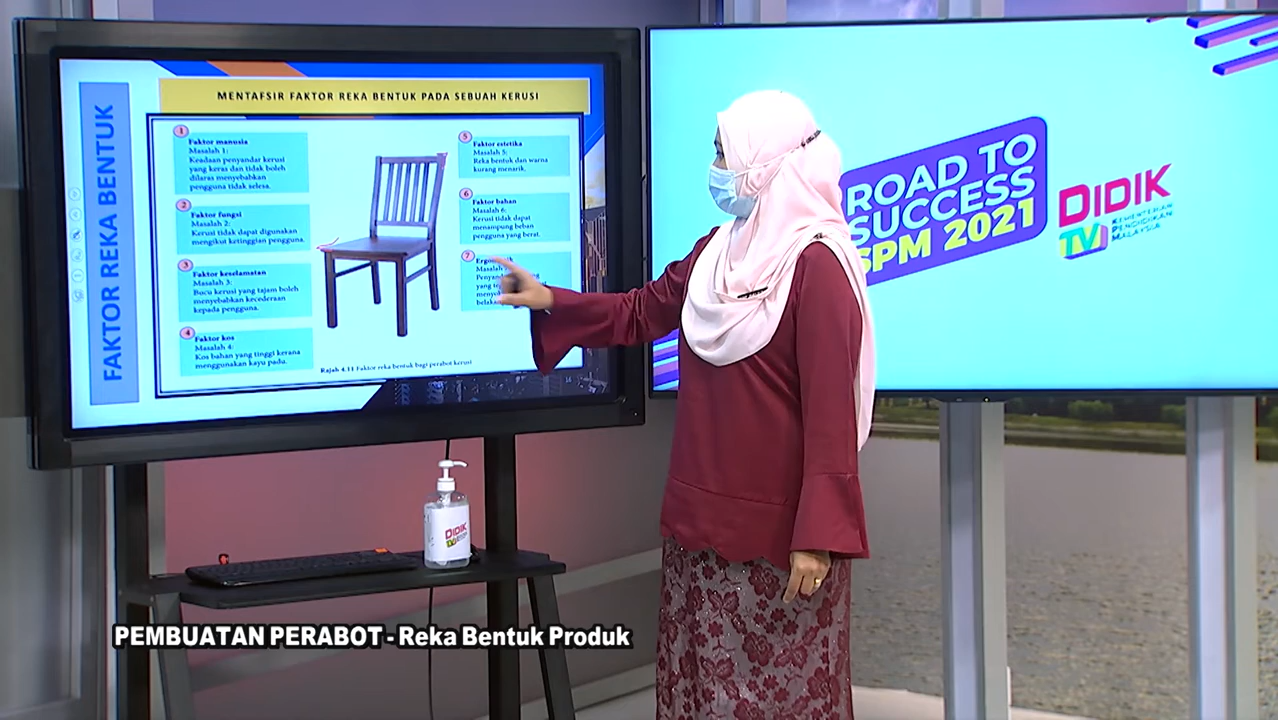 FAKTOR REKA BENTUK
MENTAFSIR FAKTOR REKA BENTUK PADA SEBUAH KERUSI
1
Faktor manusia
Masalah 1:
Keadaan penyandar kerusi
yang keras dan tidak boleh
dilaras menyebabkan
pengguna tidak selesa.
2
Faktor fungsi
Masalah 2:
Kerusi tidak dapat digunakan
mengikut ketinggian pengguna.
3
Faktor keselamatan
Masalah 3:
Bucu kerusi yang tajam boleh
menyebabkan kecederaan
kepada pengguna.
4
Faktor kos
Masalah 4:
Kos bahan yang tinggi kerana
menggunakan kayu padu.
5
Faktor estetika
Masalah 5:
Reka bentuk dan warna
kurang menarik.
6
Faktor bahan
Masalah 6:
Kerusi tidak dapat
menampung beban
pengguna yang berat.
7
Masalah
Rajah 4.11 Faktor reka bentuk bagi perabot kerusi
ROAD TO
SUCCESS
SPM 2021
DIDIK
TV
KEMENTERIAN
PENDIDIKAN
MALAYSIA
DIDIK
TV
PEMBUATAN PERABOT - Reka Bentuk Produk